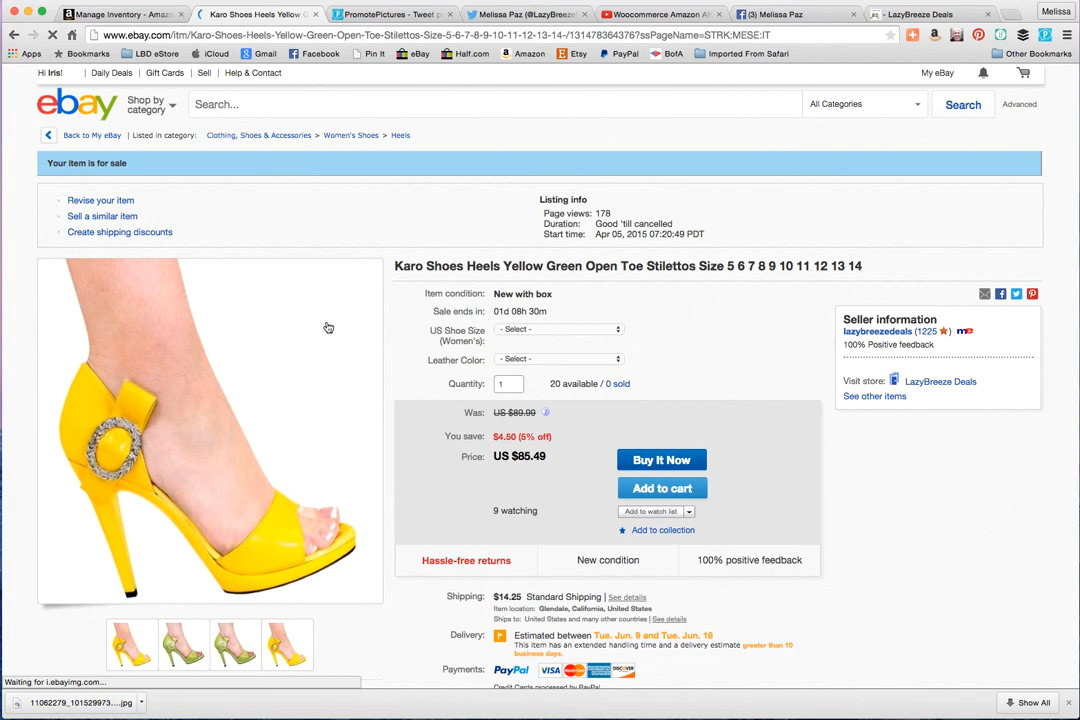 Manage Inventory - Amaz
Karo Shoes Heels Yellow G
PromotePictures - Tweet p
Melissa Paz (@LazyBreeze
Woocommerce Amazon Af
(3) Melissa Paz
- LazyBreeze Deals
Melissa
www.ebay.com/itm/Karo-Shoes-Heels-Yellow-Green-Open-Toe-Stilettos-Size-5-6-7-8-9-10-11-12-13-14-/131478364376?ssPageName=STRK:MESE:IT
Apps Bookmarks LBD eStore iCloud Gmail Facebook Pin It eBay Half.com Amazon Etsy PayPal BofA Imported From Safari Other Bookmarks
Hi Iris! Daily Deals Gift Cards Sell Help & Contact My eBay
ebay Shop by category Search... All Categories Search Advanced
Back to My eBay | Listed in category: Clothing, Shoes & Accessories > Women's Shoes > Heels
Your item is for sale
Revise your item
Sell a similar item
Create shipping discounts
Listing info
Page views: 178
Duration: Good 'till cancelled
Start time: Apr 05, 2015 07:20:49 PDT
Karo Shoes Heels Yellow Green Open Toe Stilettos Size 5 6 7 8 9 10 11 12 13 14
Item condition: New with box
Sale ends in: 01d 08h 30m
US Shoe Size (Women's): - Select -
Leather Color: - Select -
Quantity: 1 20 available / 0 sold
Was: US $89.99
You save: $4.50 (5% off)
Price: US $85.49
Buy It Now
Add to cart
9 watching
Add to watch list
Add to collection
Hassle-free returns New condition 100% positive feedback
Shipping: $14.25 Standard Shipping | See details
Item location: Glendale, California, United States
Ships to: United States and many other countries | See details
Delivery: Estimated between Tue. Jun. 9 and Tue. Jun. 16
This item has an extended handling time and a delivery estimate greater than 10 business days.
Payments: PayPal VISA MasterCard AMERICAN EXPRESS DISCOVER
Credit Cards processed by PayPal
Seller information
lazybreezedeals (1225 ) me
100% Positive feedback
Visit store: LazyBreeze Deals
See other items
Waiting for i.ebayimg.com...
11062279_101529973....jpg
Show All